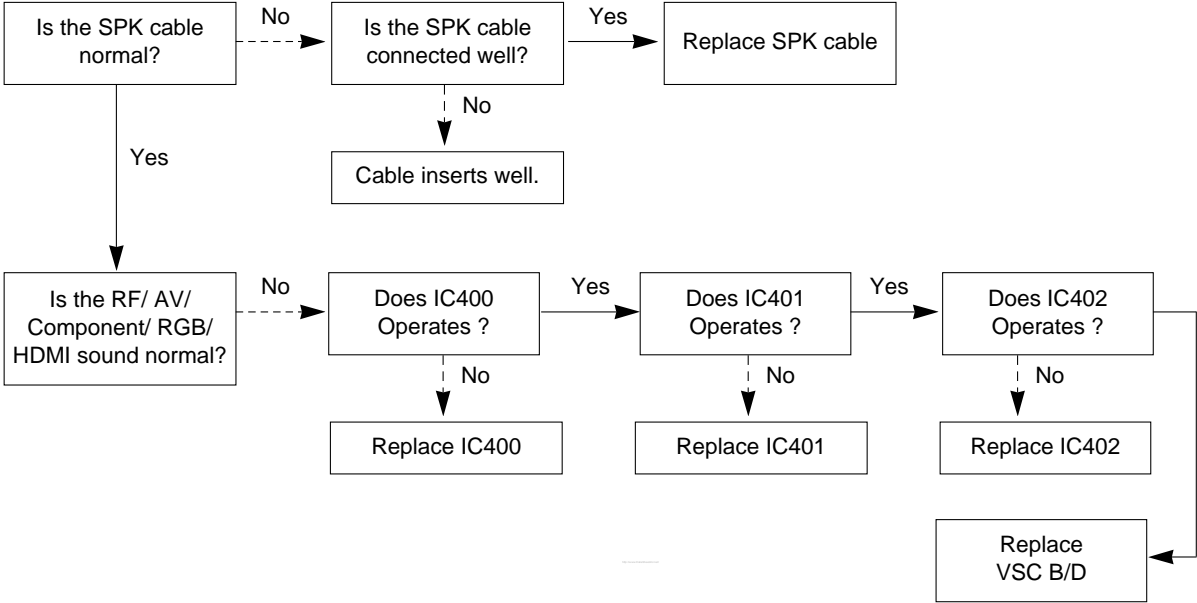 Is the SPK cable
normal?
No
Is the SPK cable
connected well?
Yes
Replace SPK cable
No
Yes
Cable inserts well.
Is the RF/ AV/
Component/ RGB/
HDMI sound normal?
No
Does IC400
Operates ?
Yes
Does IC401
Operates ?
Yes
Does IC402
Operates ?
No
No
No
Replace IC400
Replace IC401
Replace IC402
Replace
VSC B/D